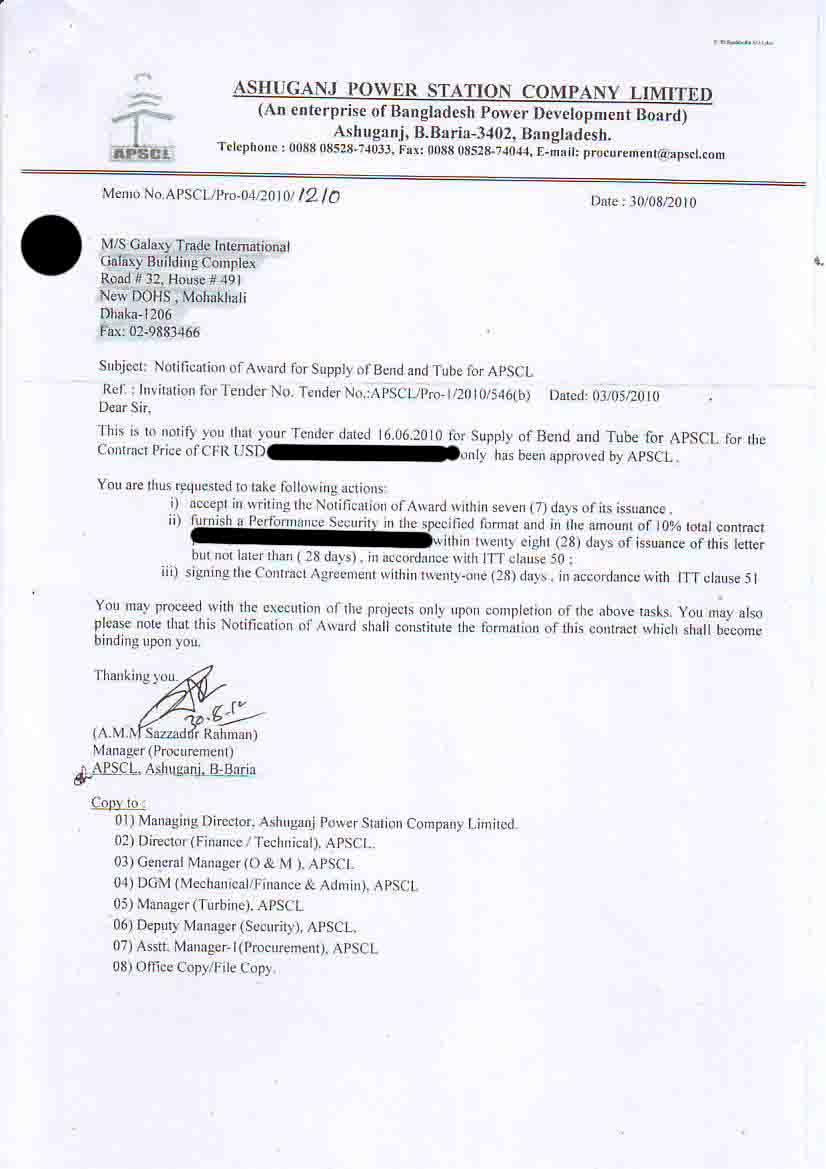 ASHUGANJ POWER STATION COMPANY LIMITED
(An enterprise of Bangladesh Power Development Board)
Ashuganj, B.Baria-3402, Bangladesh.
APSCL
Telephone : 0088 08528-74033, Fax: 0088 08528-74044, E-mail: procurement@apscl.com
Memo No.APSCL/Pro-04/2010/ 1210
Date : 30/08/2010
M/S Galaxy Trade International
Galaxy Building Complex
Road # 32, House # 491
New DOHS , Mohakhali
Dhaka-1206
Fax: 02-9883466
Subject: Notification of Award for Supply of Bend and Tube for APSCL
Ref. : Invitation for Tender No. Tender No.:APSCL/Pro-1/2010/546(b) Dated: 03/05/2010
Dear Sir,
This is to notify you that your Tender dated 16.06.2010 for Supply of Bend and Tube for APSCL for the
Contract Price of CFR USD only has been approved by APSCL .
You are thus requested to take following actions:
i) accept in writing the Notification of Award within seven (7) days of its issuance .
ii) furnish a Performance Security in the specified format and in the amount of 10% total contract
within twenty eight (28) days of issuance of this letter
but not later than ( 28 days) , in accordance with ITT clause 50 ;
iii) signing the Contract Agreement within twenty-one (28) days , in accordance with ITT clause 51
You may proceed with the execution of the projects only upon completion of the above tasks. You may also
please note that this Notification of Award shall constitute the formation of this contract which shall become
binding upon you.
Thanking you.
30-8-10
(A.M.M Sazzadur Rahman)
Manager (Procurement)
APSCL, Ashuganj, B-Baria
Copy to :
01) Managing Director, Ashuganj Power Station Company Limited.
02) Director (Finance / Technical), APSCL.
03) General Manager (O & M ), APSCL
04) DGM (Mechanical/Finance & Admin), APSCL
05) Manager (Turbine), APSCL
06) Deputy Manager (Security), APSCL.
07) Asstt. Manager-1(Procurement), APSCL
08) Office Copy/File Copy.